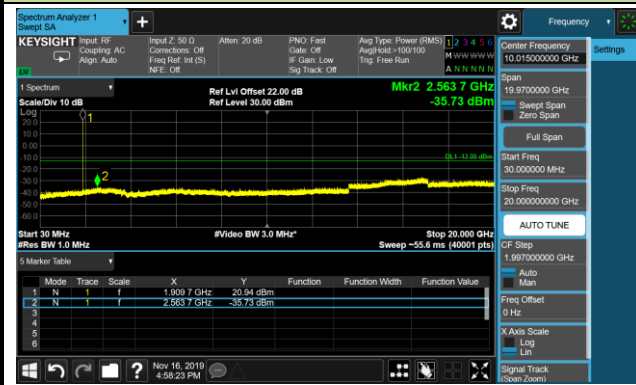 Spectrum Analyzer 1
Swept SA
Frequency
KEYSIGHT
Input: RF
Coupling: AC
Align: Auto
Input Z: 50 Ω
Corrections: Off
Freq Ref: Int (S)
NFE: Off
Atten: 20 dB
PNO: Fast
Gate: Off
IF Gain: Low
Sig Track: Off
Avg Type: Power (RMS)
Avg|Hold:>100/100
Trig: Free Run
1 2 3 4 5 6
M W W W W W
A N N N N N
Center Frequency
10.015000000 GHz
Settings
1 Spectrum
Scale/Div 10 dB
Ref Lvl Offset 22.00 dB
Ref Level 30.00 dBm
Mkr2 2.563 7 GHz
-35.73 dBm
Span
19.9700000 GHz
Swept Span
Zero Span
Full Span
Log
20.0
10.0
0.00
-10.0
-20.0
-30.0
-40.0
-50.0
-60.0
1
2
DL1 -13.00 dBm
Start Freq
30.000000 MHz
Stop Freq
20.000000000 GHz
AUTO TUNE
Start 30 MHz
#Res BW 1.0 MHz
#Video BW 3.0 MHz*
Stop 20.000 GHz
Sweep ~55.6 ms (40001 pts)
CF Step
1.997000000 GHz
Auto
Man
5 Marker Table
Mode Trace Scale X Y Function Function Width Function Value
1 N 1 f 1.909 7 GHz 20.94 dBm
2 N 1 f 2.563 7 GHz -35.73 dBm
3
4
5
6
Freq Offset
0 Hz
X Axis Scale
Log
Lin
Signal Track
(Span Zoom)
?
Nov 16, 2019
4:58:23 PM